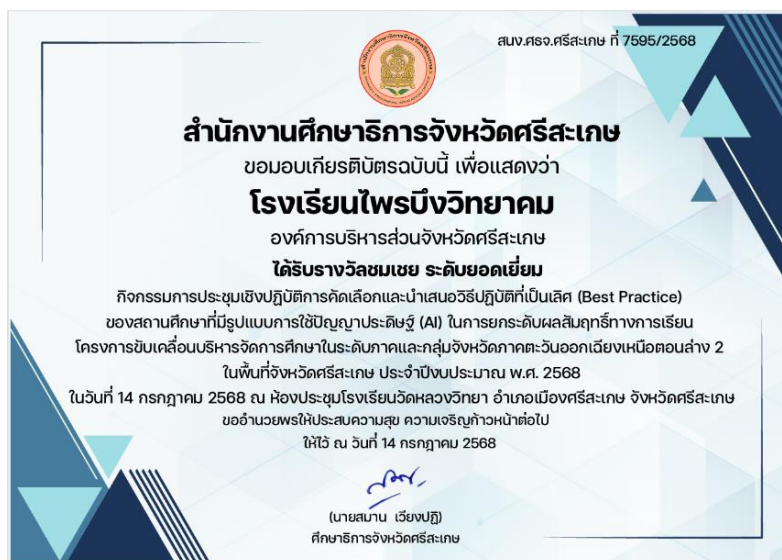 สนง.ศธจ.ศรีสะเกษ ที่ 7595/2568
สำนักงานศึกษาธิการจังหวัดศรีสะเกษ
ขอมอบเกียรติบัตรฉบับนี้ เพื่อแสดงว่า
โรงเรียนไพรบึงวิทยาคม
องค์การบริหารส่วนจังหวัดศรีสะเกษ
ได้รับรางวัลชมเชย ระดับยอดเยี่ยม
กิจกรรมการประชุมเชิงปฏิบัติการคัดเลือกและนำเสนอวิธีปฏิบัติที่เป็นเลิศ (Best Practice)
ของสถานศึกษาที่มีรูปแบบการใช้ปัญญาประดิษฐ์ (AI) ในการยกระดับผลสัมฤทธิ์ทางการเรียน
โครงการขับเคลื่อนบริหารจัดการศึกษาในระดับภาคและกลุ่มจังหวัดภาคตะวันออกเฉียงเหนือตอนล่าง 2
ในพื้นที่จังหวัดศรีสะเกษ ประจำปีงบประมาณ พ.ศ. 2568
ในวันที่ 14 กรกฎาคม 2568 ณ ห้องประชุมโรงเรียนวัดหลวงวิทยา อำเภอเมืองศรีสะเกษ จังหวัดศรีสะเกษ
ขออำนวยพรให้ประสบความสุข ความเจริญก้าวหน้าต่อไป
ให้ไว้ ณ วันที่ 14 กรกฎาคม 2568
(นายสมาน เวียงปฏิ)
ศึกษาธิการจังหวัดศรีสะเกษ